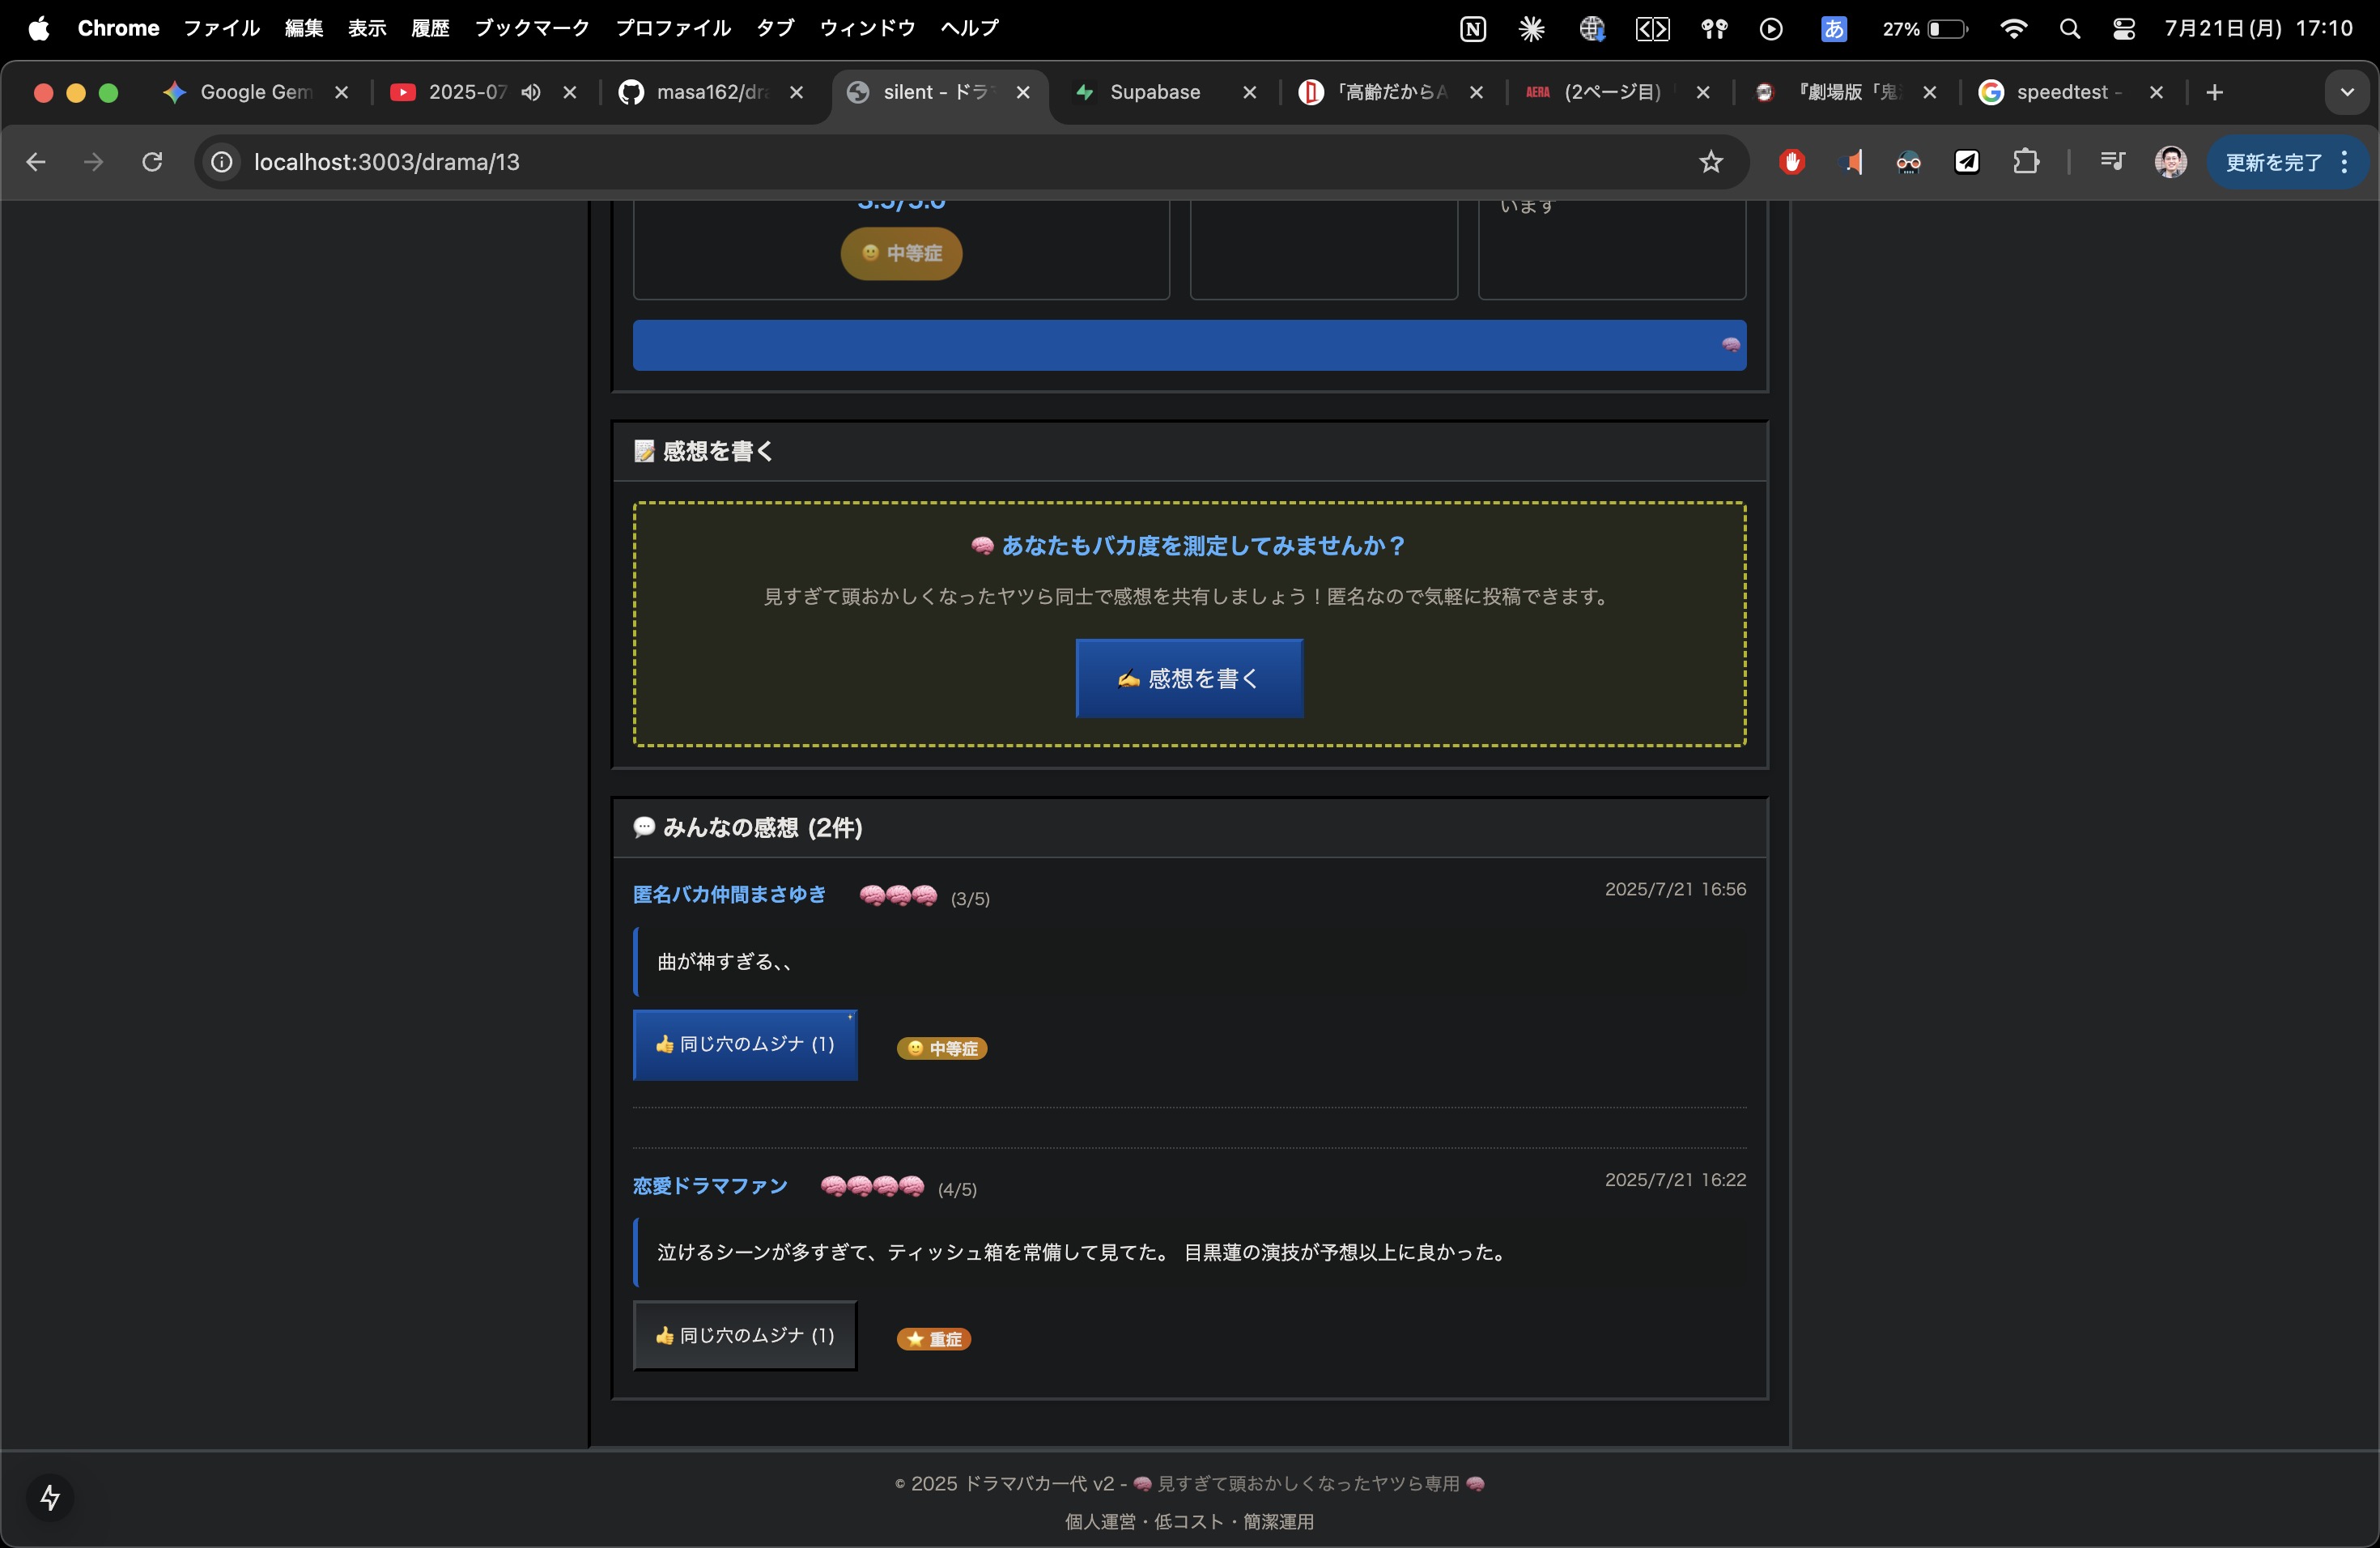 Chrome ファイル 編集 表示 履歴 ブックマーク プロファイル タブ ウィンドウ ヘルプ あ 27% 7月21日(月) 17:10
Google Gem 2025-07 masa162/dra silent - ドラマ Supabase 「高齢だからA AERA (2ページ目) 『劇場版「鬼 speedtest -
localhost:3003/drama/13 更新を完了
3.5/5.0
います
中等症
感想を書く
あなたもバカ度を測定してみませんか？
見すぎて頭おかしくなったヤツら同士で感想を共有しましょう！匿名なので気軽に投稿できます。
感想を書く
みんなの感想 (2件)
匿名バカ仲間まさゆき (3/5) 2025/7/21 16:56
曲が神すぎる、、
同じ穴のムジナ (1) 中等症
恋愛ドラマファン (4/5) 2025/7/21 16:22
泣けるシーンが多すぎて、ティッシュ箱を常備して見てた。 目黒蓮の演技が予想以上に良かった。
同じ穴のムジナ (1) 重症
© 2025 ドラマバカ一代 v2 - 見すぎて頭おかしくなったヤツら専用
個人運営・低コスト・簡潔運用